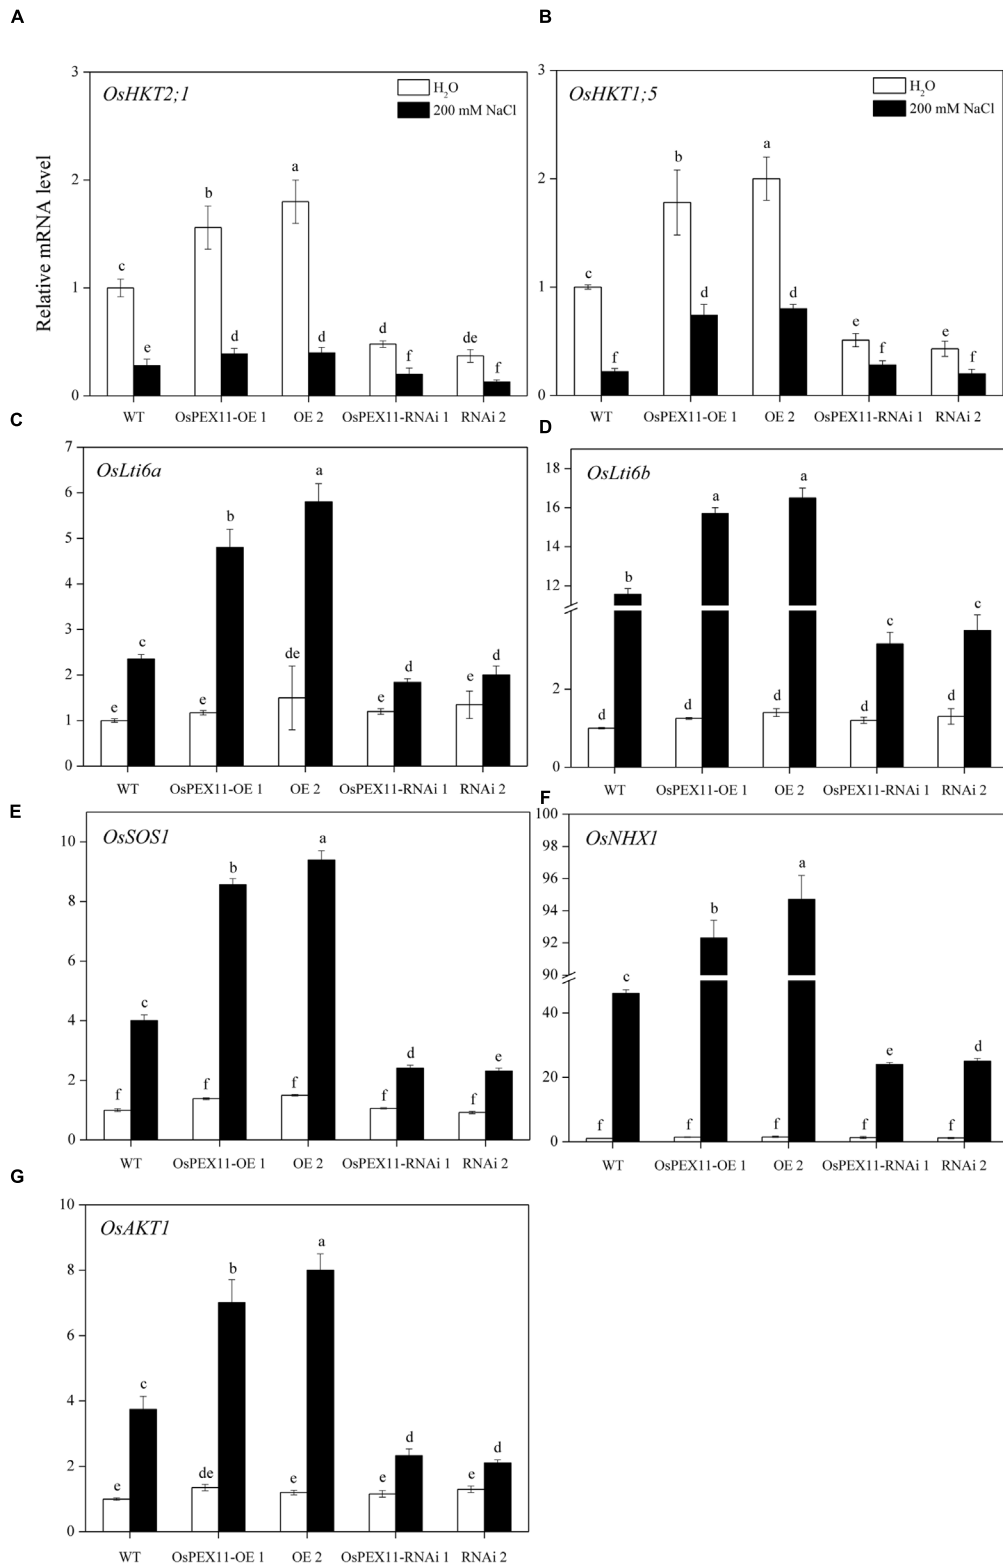 A
B
3
2
1
0
Relative mRNA level
OsHKT2;1
H2O
200 mM NaCl
c
e
b
d
a
d
d
f
de
f
WT
OsPEX11-OE 1
OE 2
OsPEX11-RNAi 1
RNAi 2
3
2
1
0
OsHKT1;5
H2O
200 mM NaCl
c
f
b
d
a
d
e
f
e
f
WT
OsPEX11-OE 1
OE 2
OsPEX11-RNAi 1
RNAi 2
C
D
7
6
5
4
3
2
1
0
OsLti6a
e
c
e
b
de
a
e
d
e
d
WT
OsPEX11-OE 1
OE 2
OsPEX11-RNAi 1
RNAi 2
18
16
14
12
2
0
OsLti6b
d
b
d
a
d
a
d
c
d
c
WT
OsPEX11-OE 1
OE 2
OsPEX11-RNAi 1
RNAi 2
E
F
10
8
6
4
2
0
OsSOS1
f
c
f
b
f
a
f
d
f
e
WT
OsPEX11-OE 1
OE 2
OsPEX11-RNAi 1
RNAi 2
100
98
96
94
92
90
40
20
0
OsNHX1
f
c
f
b
f
a
f
e
f
d
WT
OsPEX11-OE 1
OE 2
OsPEX11-RNAi 1
RNAi 2
G
10
8
6
4
2
0
OsAKT1
e
c
de
b
e
a
e
d
e
d
WT
OsPEX11-OE 1
OE 2
OsPEX11-RNAi 1
RNAi 2